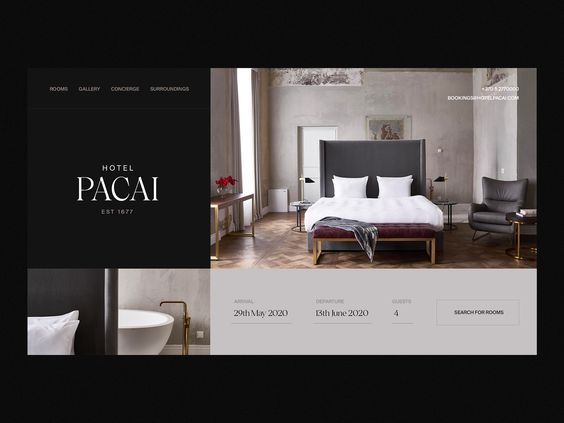 ROOMS GALLERY CONCIERGE SURROUNDINGS
+370 5 2770000
BOOKINGS@HOTELPACAI.COM
HOTEL
PACAI
EST 1677
ARRIVAL DEPARTURE GUESTS
29th May 2020 13th June 2020 4
SEARCH FOR ROOMS